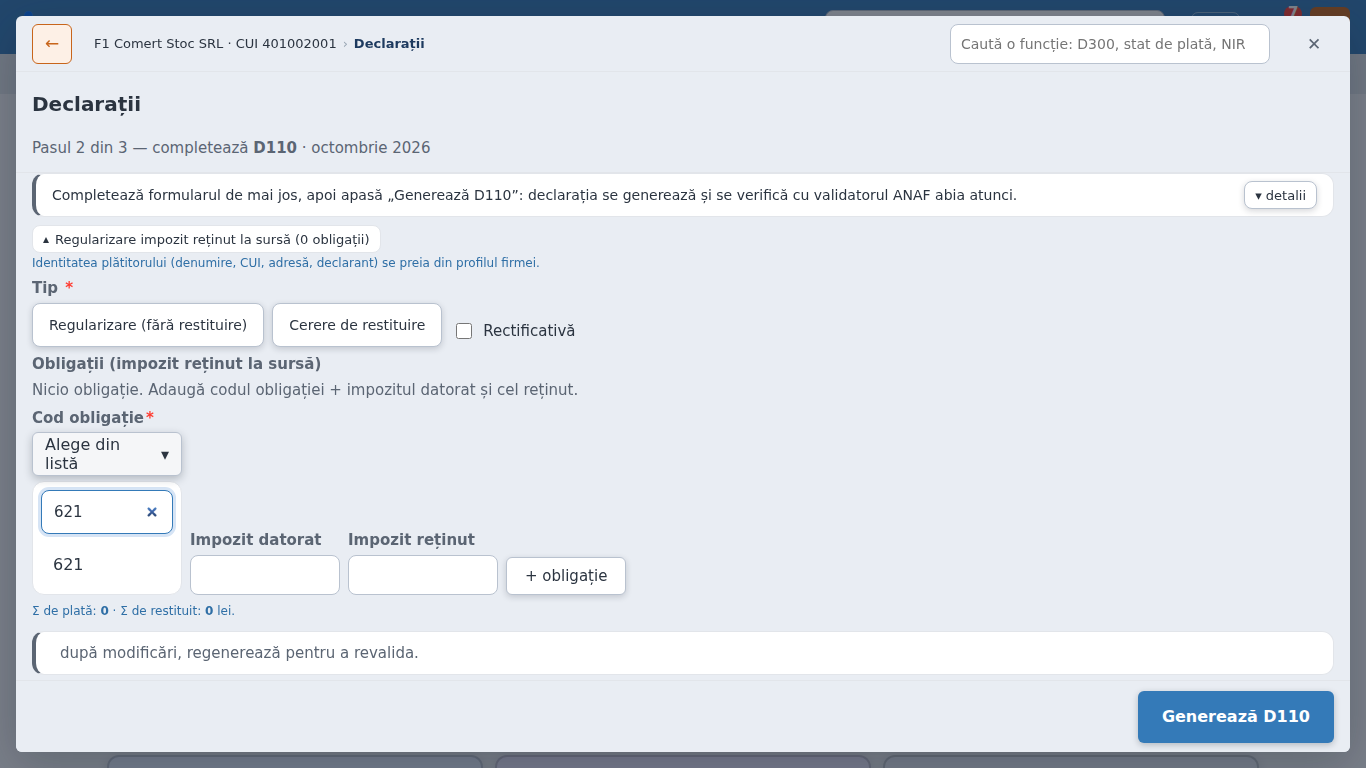 7
←
F1 Comert Stoc SRL · CUI 401002001 › Declarații
Caută o funcție: D300, stat de plată, NIR
✕
Declarații
Pasul 2 din 3 — completează D110 · octombrie 2026
Completează formularul de mai jos, apoi apasă „Generează D110”: declarația se generează și se verifică cu validatorul ANAF abia atunci.
▾ detalii
▴ Regularizare impozit reținut la sursă (0 obligații)
Identitatea plătitorului (denumire, CUI, adresă, declarant) se preia din profilul firmei.
Tip *
Regularizare (fără restituire)
Cerere de restituire
Rectificativă
Obligații (impozit reținut la sursă)
Nicio obligație. Adaugă codul obligației + impozitul datorat și cel reținut.
Cod obligație*
Alege din
listă
▼
621
×
621
Impozit datorat
Impozit reținut
+ obligație
Σ de plată: 0 · Σ de restituit: 0 lei.
după modificări, regenerează pentru a revalida.
Generează D110